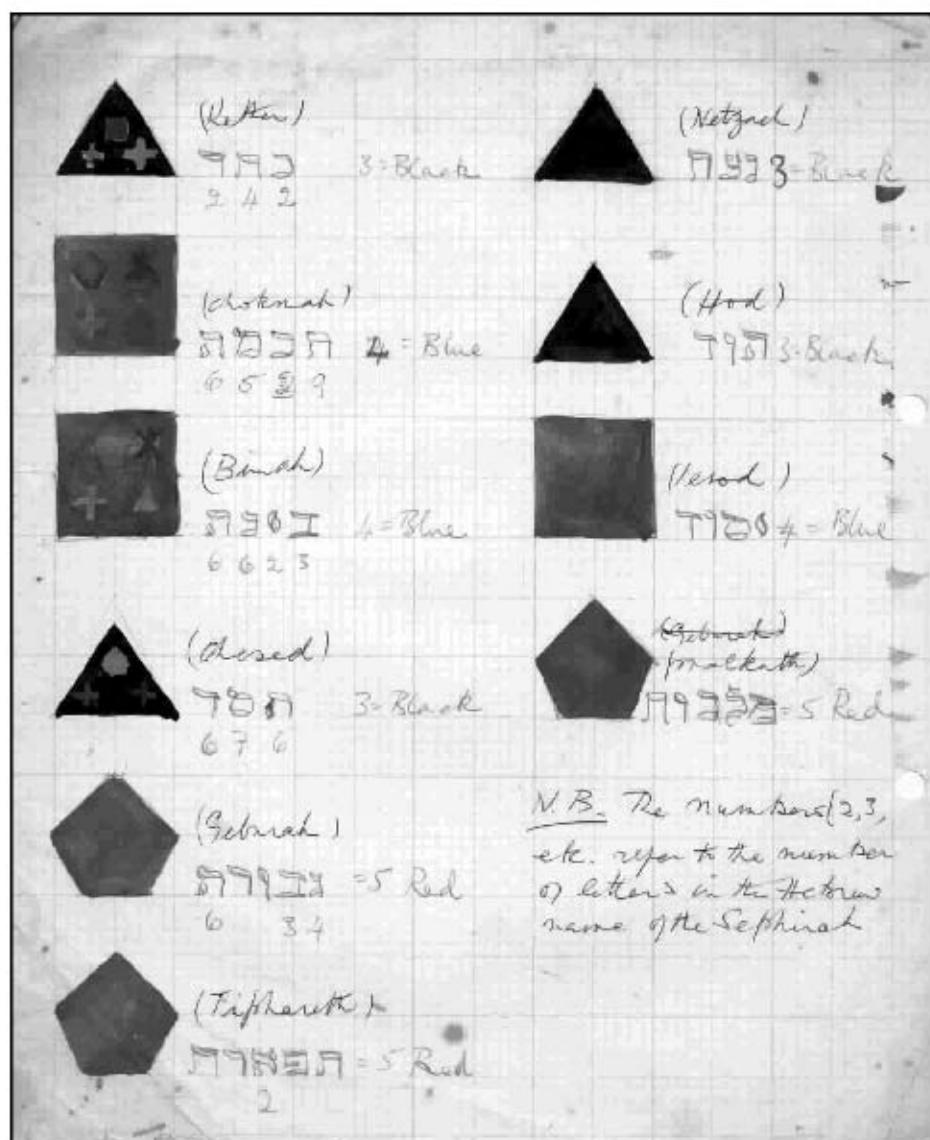 (Kether)
כתר 3=Black
2 4 2
(Chokmah)
חכמה 4 = Blue
6 5 2 9
(Binah)
בינה 4=Blue
6 6 2 3
(Chesed)
חסד 3=Black
6 7 6
(Geburah)
גבורה =5 Red
6 3 4
(Tiphareth)
תפארת =5 Red
2
(Netzach)
נצח 3=Black
(Hod)
הוד 3=Black
(Iesod)
יסוד 4=Blue
(Geburah)
(Malkuth)
מלכות =5 Red
N.B. The numbers (2,3,
etc. refer to the number
of letters in the Hebrew
name of the Sephirah